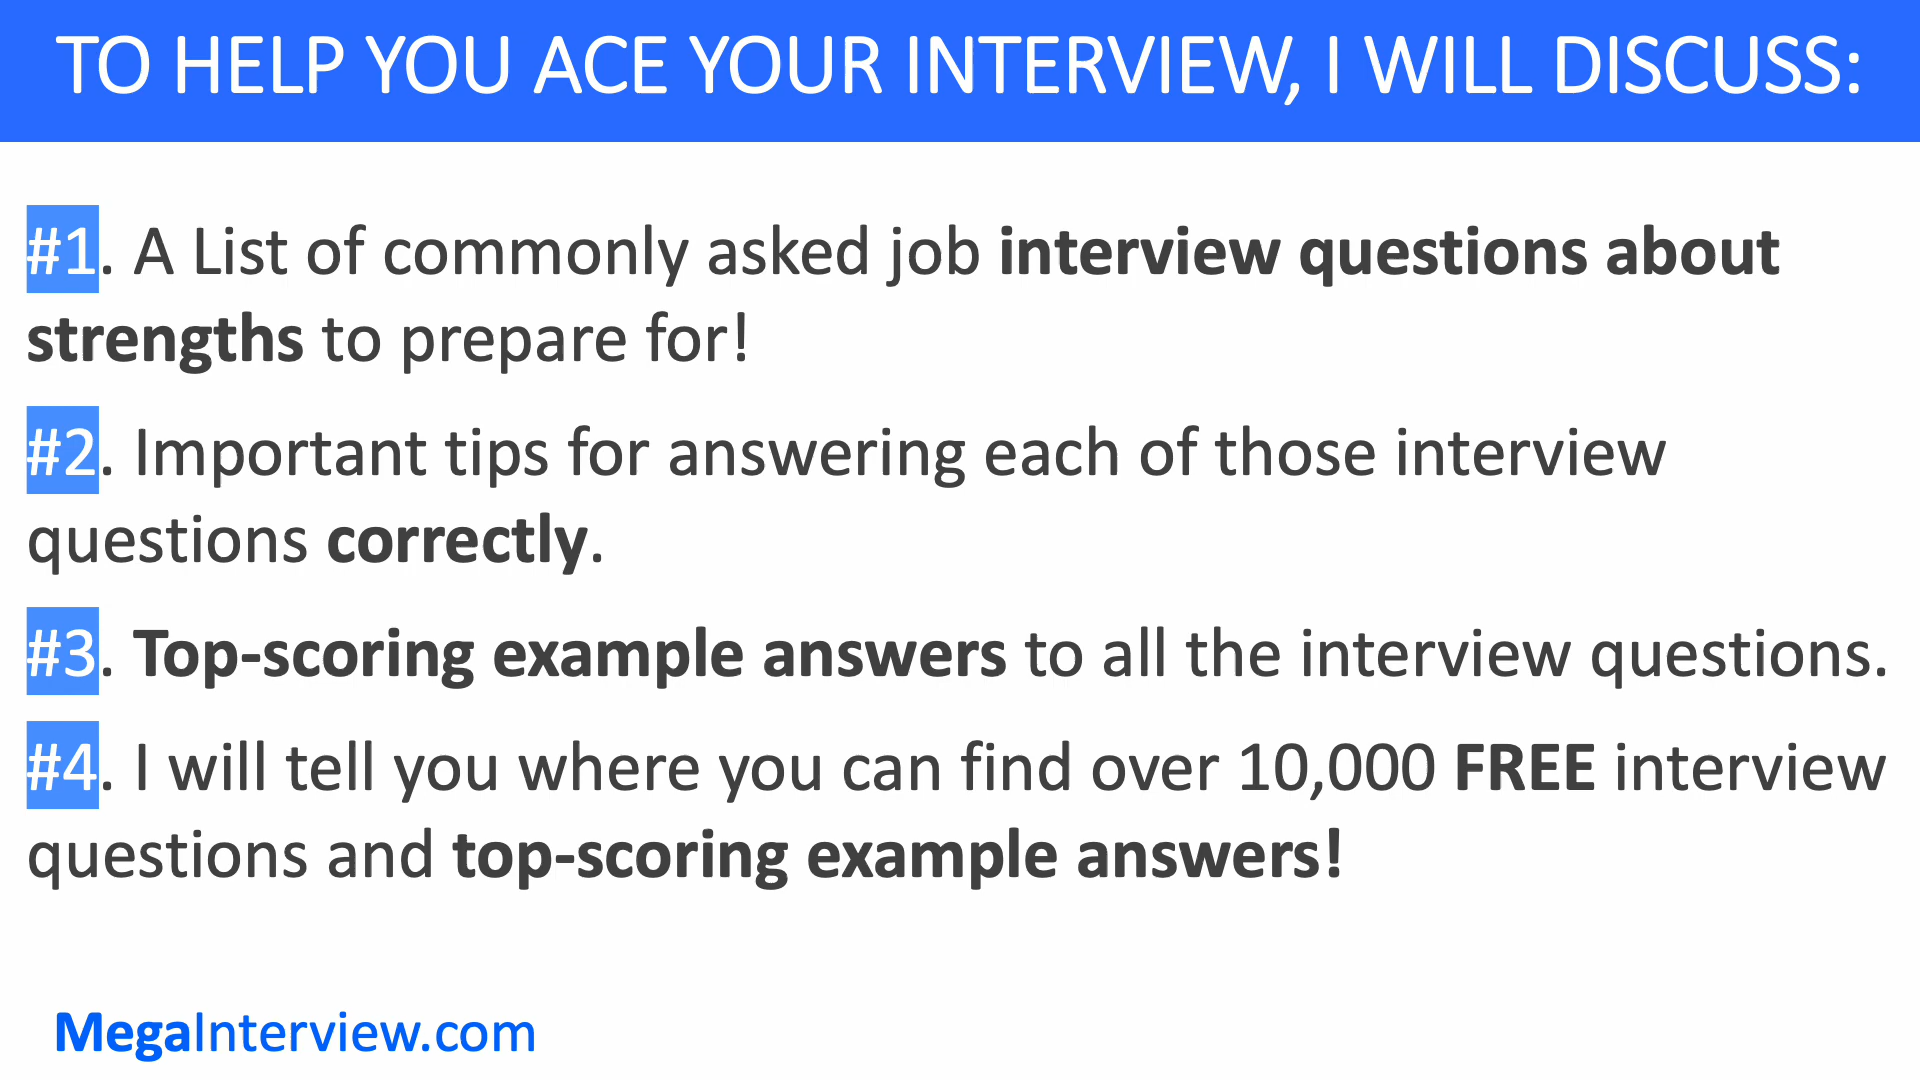 TO HELP YOU ACE YOUR INTERVIEW, I WILL DISCUSS:
#1. A List of commonly asked job interview questions about
strengths to prepare for!
#2. Important tips for answering each of those interview
questions correctly.
#3. Top-scoring example answers to all the interview questions.
#4. I will tell you where you can find over 10,000 FREE interview
questions and top-scoring example answers!
MegaInterview.com